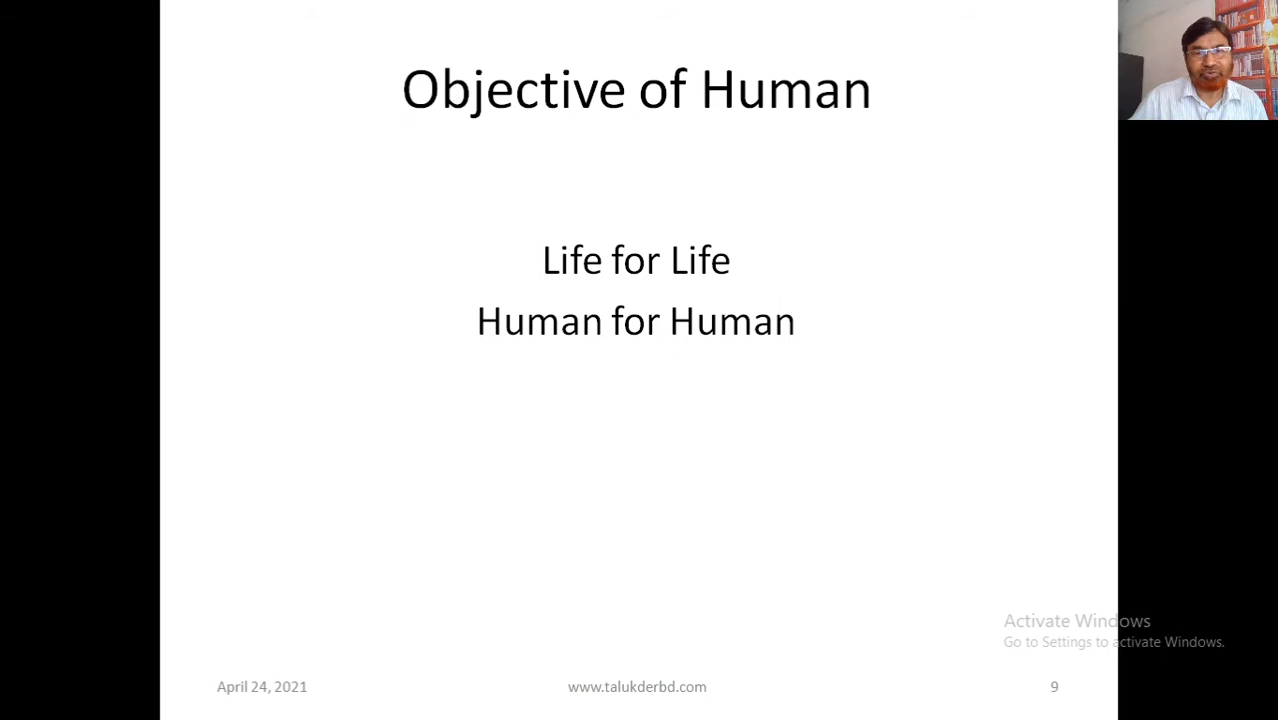 Objective of Human
Life for Life
Human for Human
Activate Windows
Go to Settings to activate Windows.
April 24, 2021
www.talukderbd.com
9